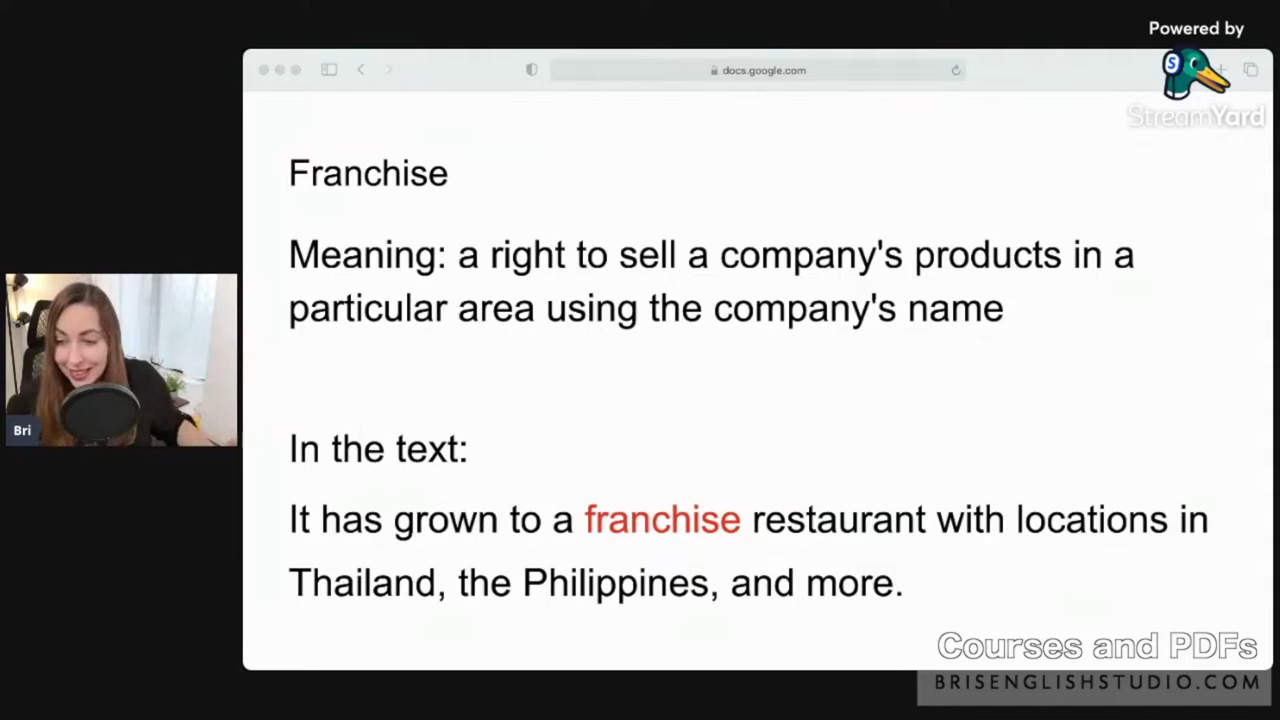 Powered by
docs.google.com
StreamYard
Franchise
Meaning: a right to sell a company's products in a
particular area using the company's name
Bri
In the text:
It has grown to a franchise restaurant with locations in
Thailand, the Philippines, and more.
Courses and PDFs
BRISENGLISHSTUDIO.COM